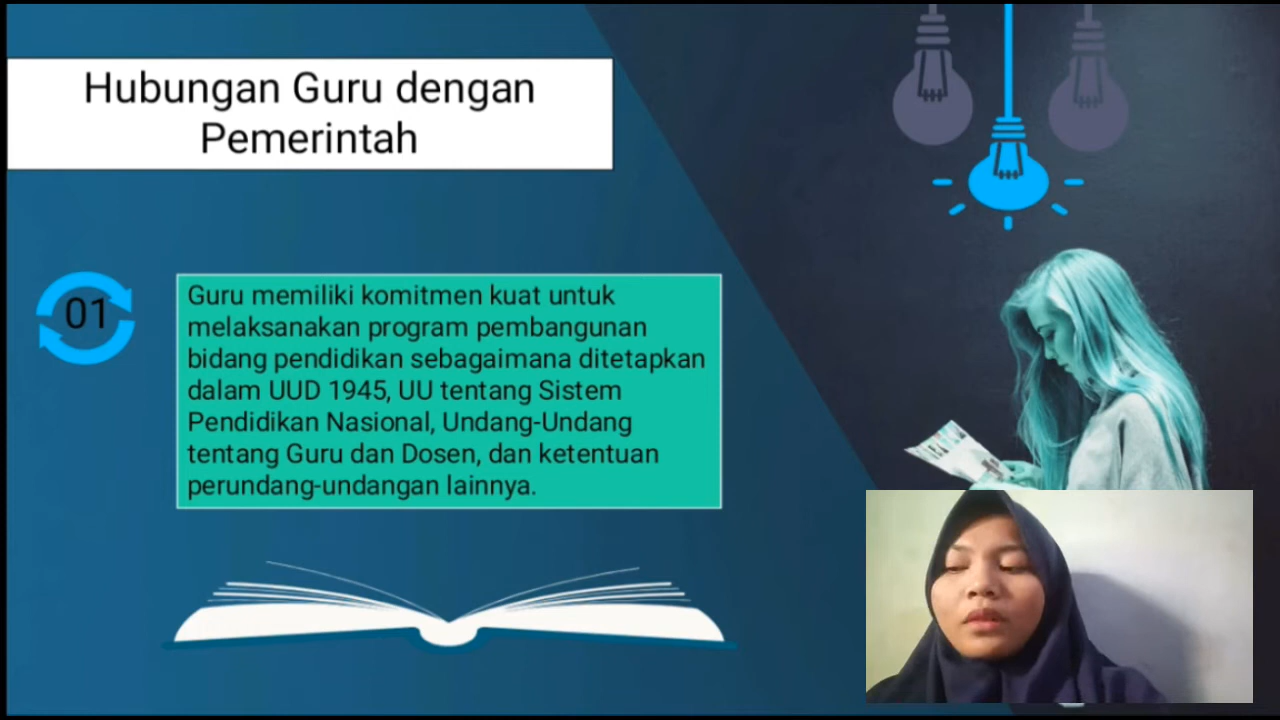 Hubungan Guru dengan
Pemerintah
01
Guru memiliki komitmen kuat untuk
melaksanakan program pembangunan
bidang pendidikan sebagaimana ditetapkan
dalam UUD 1945, UU tentang Sistem
Pendidikan Nasional, Undang-Undang
tentang Guru dan Dosen, dan ketentuan
perundang-undangan lainnya.